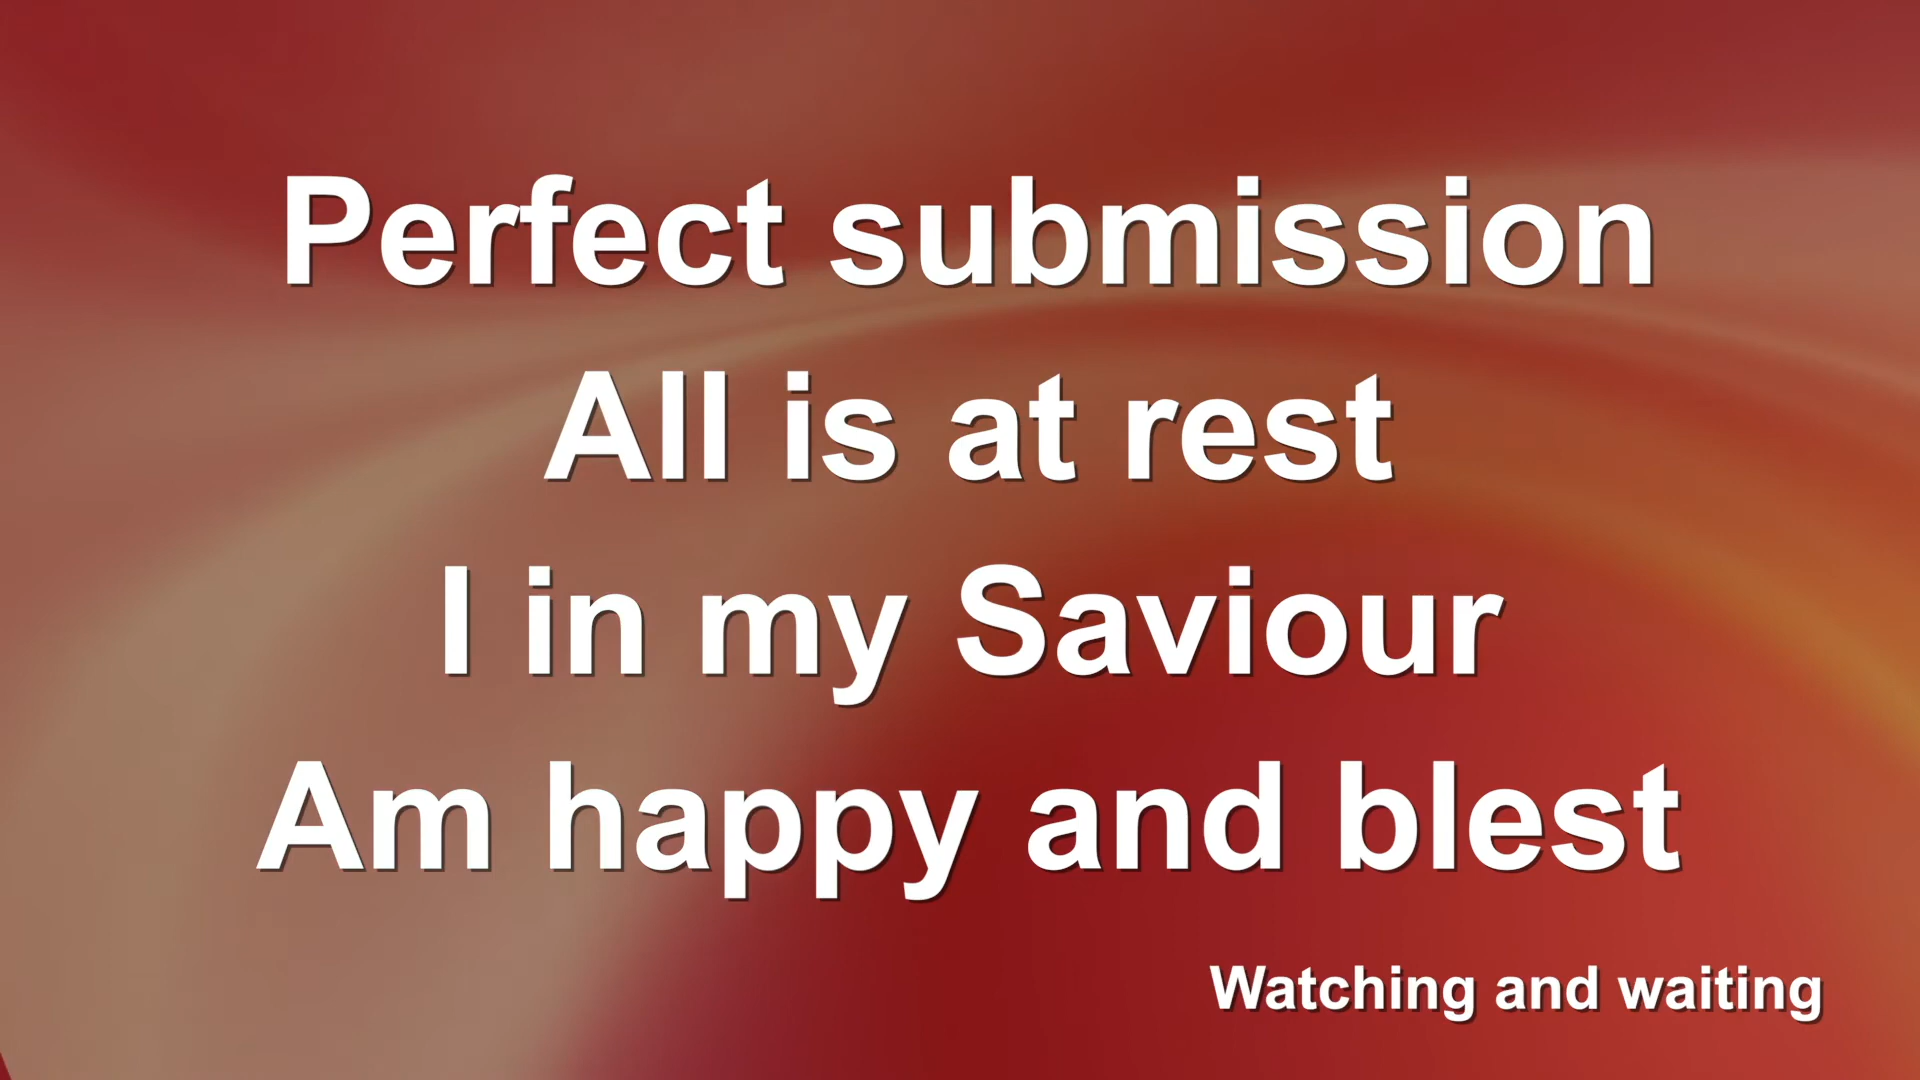 Perfect submission
All is at rest
I in my Saviour
Am happy and blest
Watching and waiting